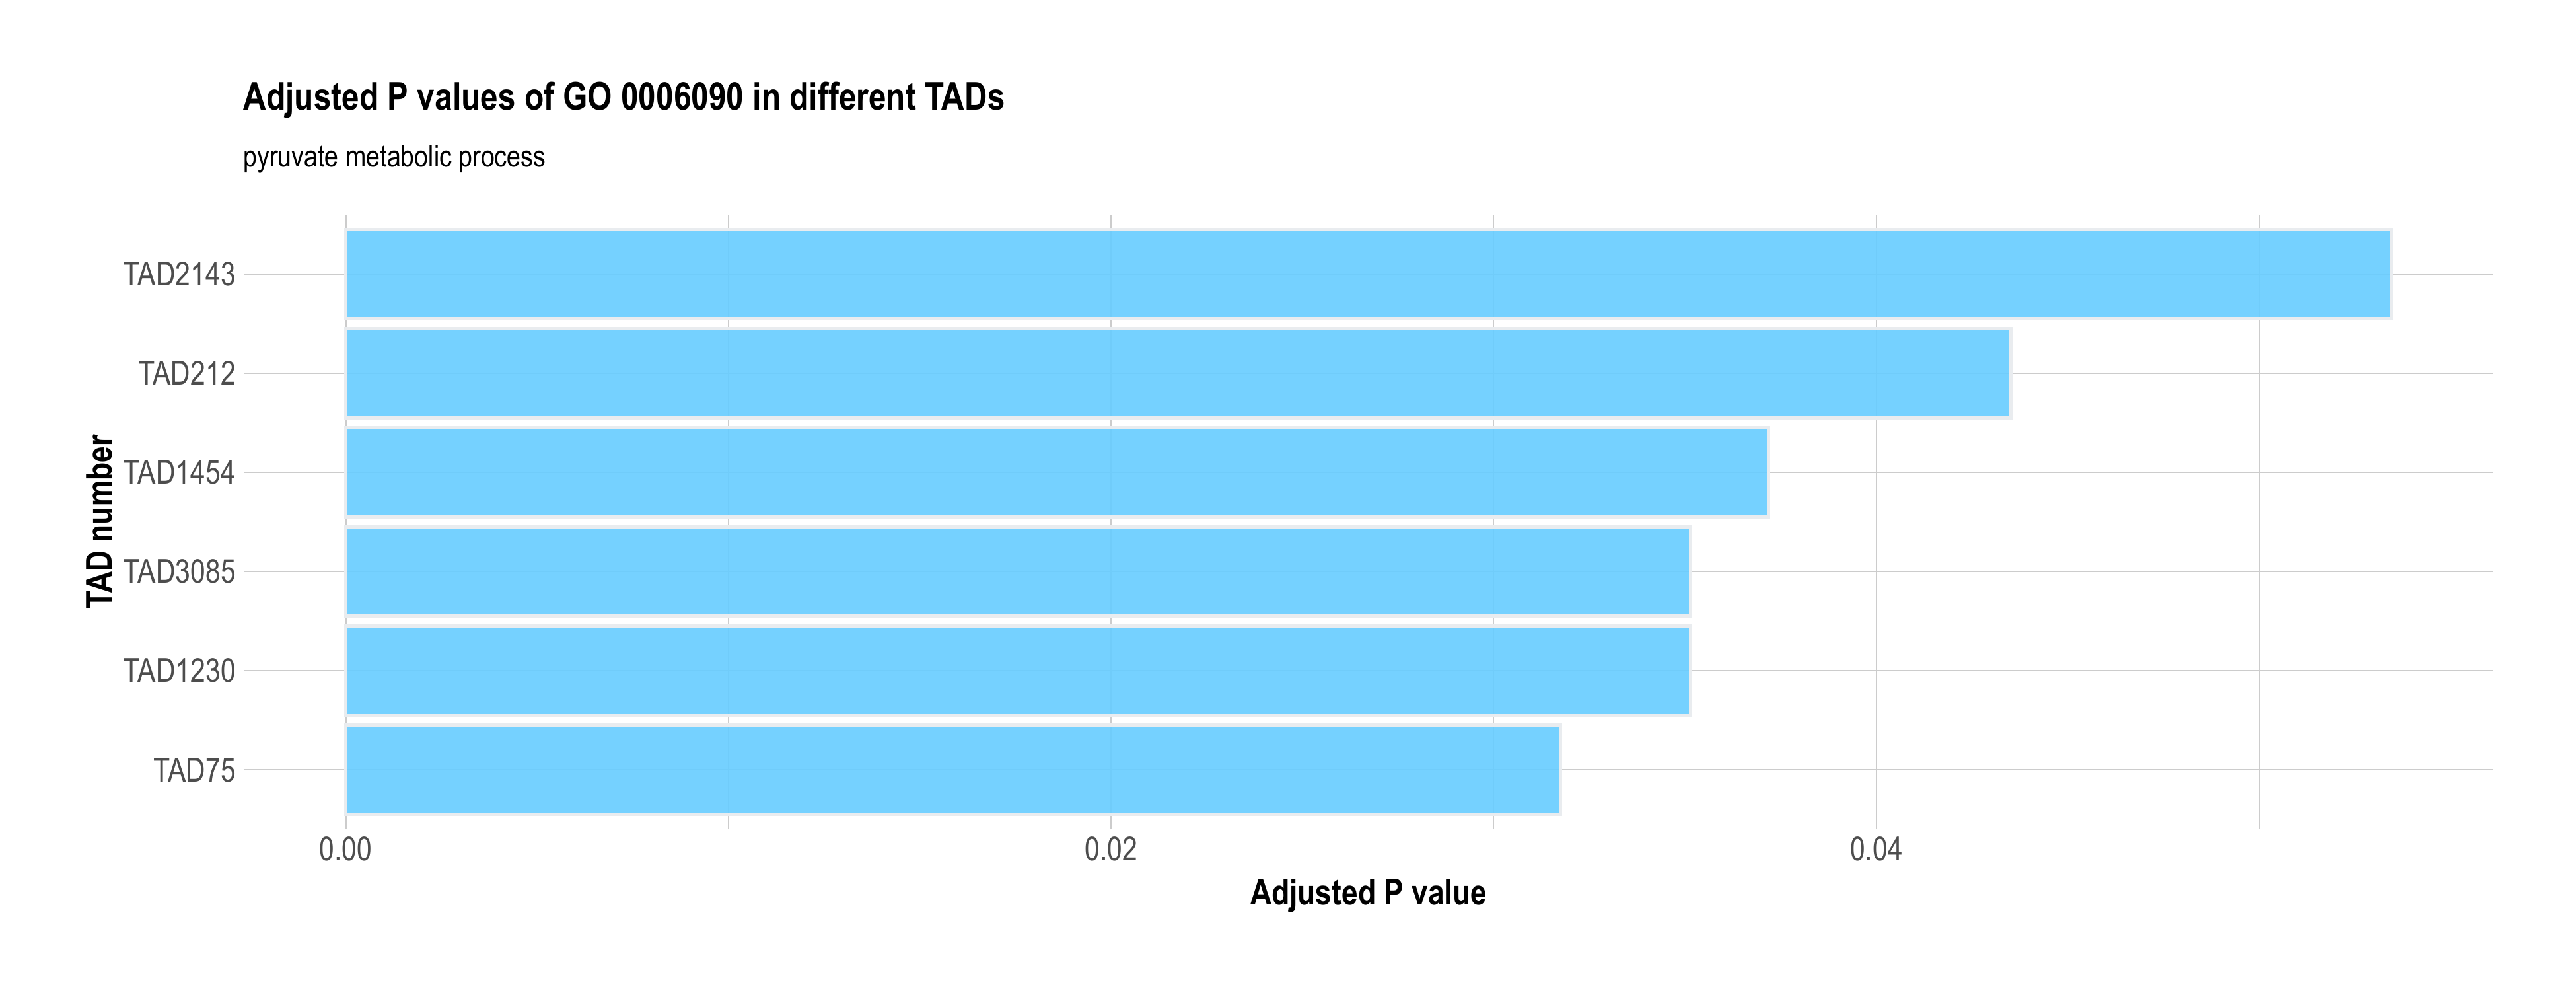 Adjusted P values of GO 0006090 in different TADs
pyruvate metabolic process
TAD number
TAD2143
TAD212
TAD1454
TAD3085
TAD1230
TAD75
0.00
0.02
0.04
Adjusted P value